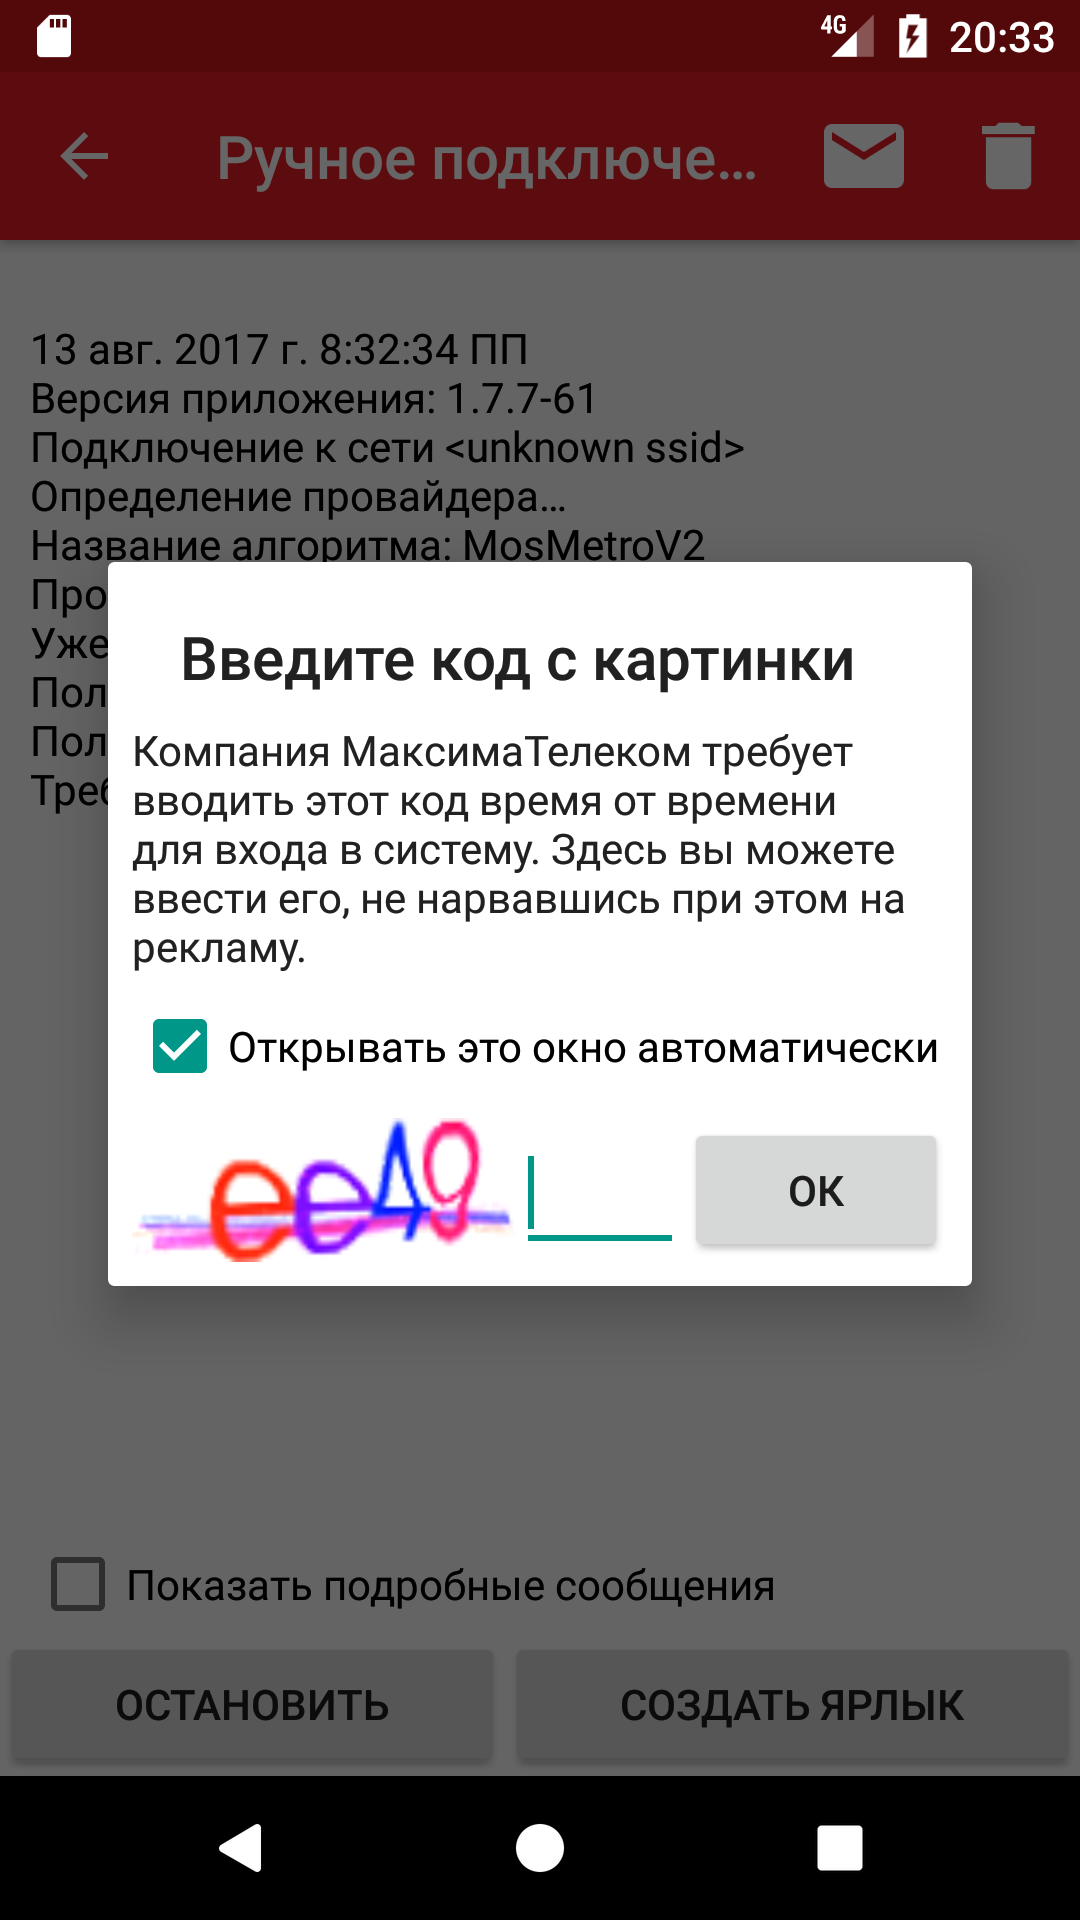 4G 20:33
Ручное подключе...
13 авг. 2017 г. 8:32:34 ПП
Версия приложения: 1.7.7-61
Подключение к сети <unknown ssid>
Определение провайдера...
Название алгоритма: MosMetroV2
Про
Уже
Пол
Пол
Треб
Введите код с картинки
Компания МаксимаТелеком требует
вводить этот код время от времени
для входа в систему. Здесь вы можете
ввести его, не нарвавшись при этом на
рекламу.
Открывать это окно автоматически
ee49
ОК
Показать подробные сообщения
ОСТАНОВИТЬ
СОЗДАТЬ ЯРЛЫК